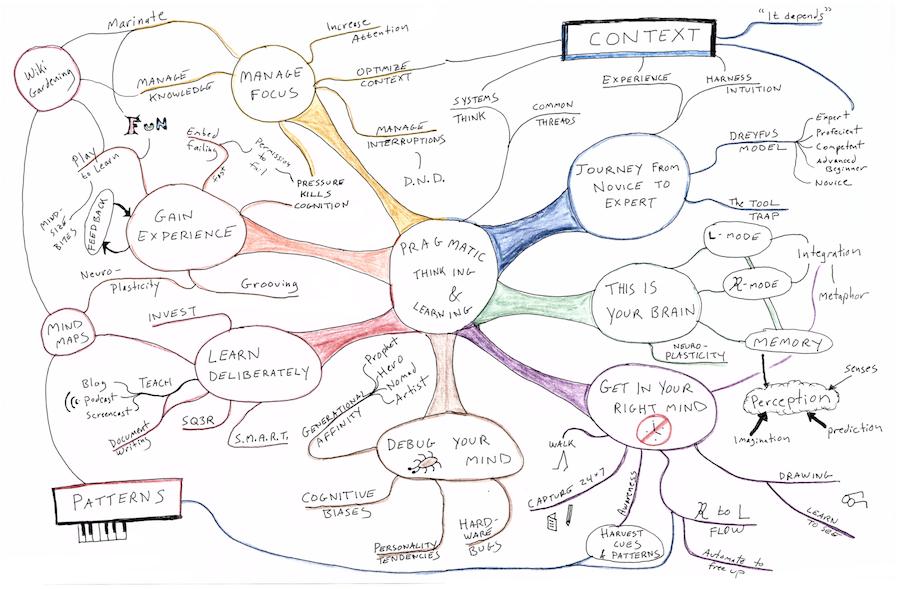 Marinate
Increase
Attention
"It depends"
CONTEXT
Wiki
Gardening
MANAGE
FOCUS
MANAGE
KNOWLEDGE
OPTIMIZE
CONTEXT
EXPERIENCE
HARNESS
INTUITION
SYSTEMS
THINK
COMMON
THREADS
MANAGE
INTERRUPTIONS
D.N.D.
FUN
Play
to Learn
Embed
failing
Permission
to
fail
PRESSURE
KILLS
COGNITION
DREYFUS
MODEL
Expert
Proficient
Competent
Advanced
Beginner
Novice
JOURNEY FROM
NOVICE TO
EXPERT
The TOOL
TRAP
MIND-
SIZE
BITES
FEEDBACK
GAIN
EXPERIENCE
PRAGMATIC
THINKING
&
LEARNING
L-MODE
R-MODE
Integration
Metaphor
Neuro-
Plasticity
Grooving
THIS IS
YOUR BRAIN
MEMORY
NEURO-
PLASTICITY
MIND
MAPS
INVEST
LEARN
DELIBERATELY
TEACH
Blog
Podcast
Screencast
SQ3R
Document
Writing
S.M.A.R.T.
GENERATIONAL
AFFINITY
Prophet
Hero
Nomad
Artist
GET IN YOUR
RIGHT MIND
senses
Perception
Imagination
prediction
DEBUG YOUR
MIND
WALK
CAPTURE 24x7
Awareness
DRAWING
LEARN
TO SEE
PATTERNS
COGNITIVE
BIASES
PERSONALITY
TENDENCIES
HARD-
WARE
BUGS
HARVEST
CUES
& PATTERNS
R to L
FLOW
Automate to
free up